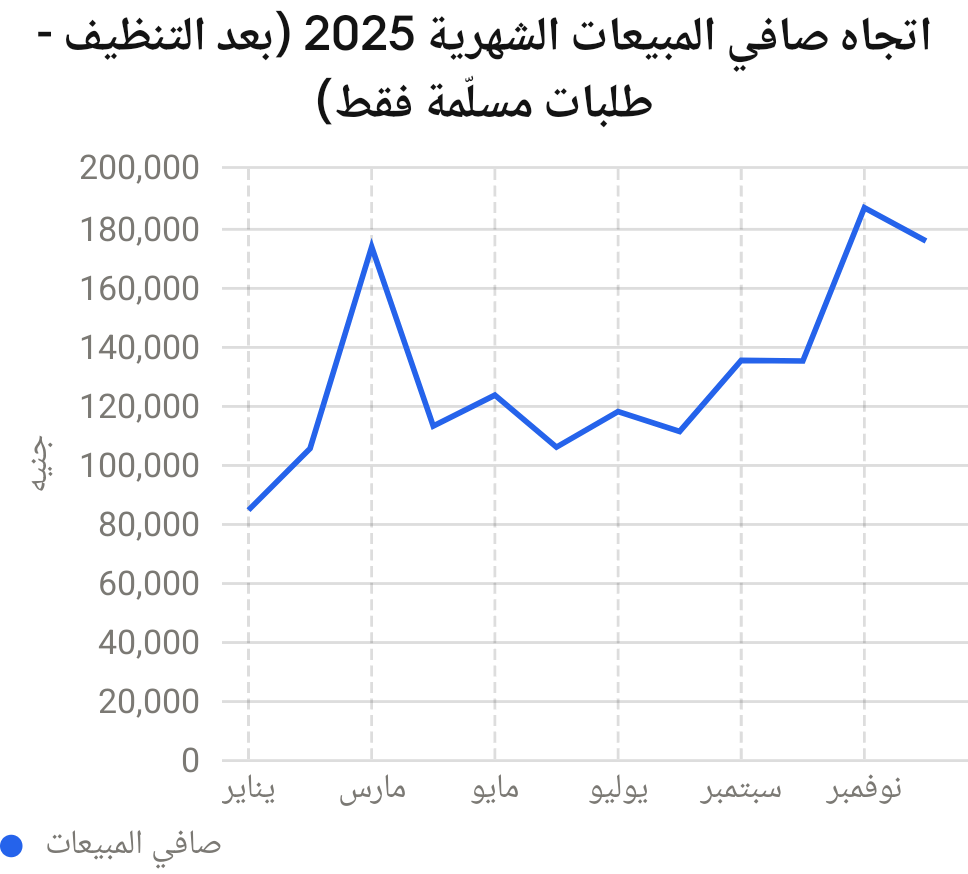 اتجاه صافي المبيعات الشهرية 2025 (بعد التنظيف -
طلبات مسلّمة فقط)
200,000
180,000
160,000
140,000
120,000
100,000
80,000
60,000
40,000
20,000
0
جنيه
يناير مارس مايو يوليو سبتمبر نوفمبر
صافي المبيعات